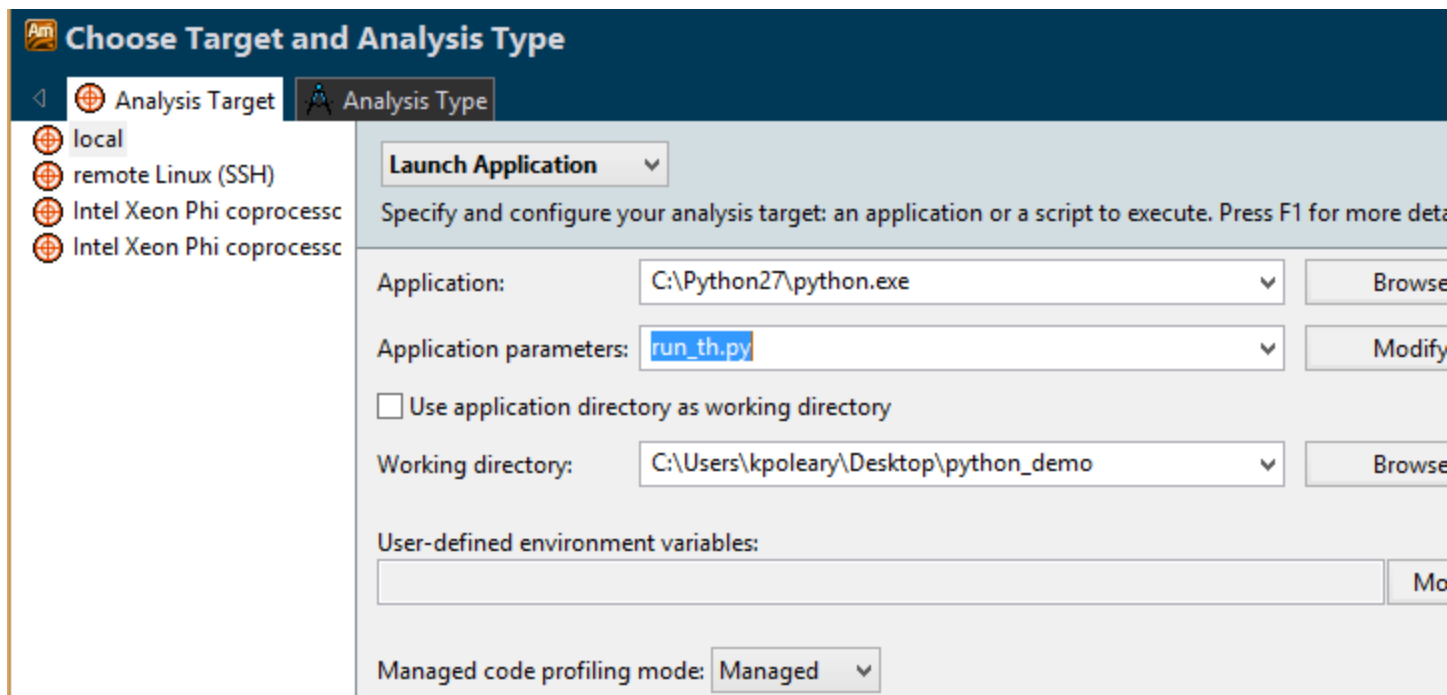 Am
Choose Target and Analysis Type
Analysis Target
Analysis Type
local
remote Linux (SSH)
Intel Xeon Phi coprocessc
Intel Xeon Phi coprocessc
Launch Application
Specify and configure your analysis target: an application or a script to execute. Press F1 for more deta
Application:
C:\Python27\python.exe
Browse
Application parameters:
run_th.py
Modify
Use application directory as working directory
Working directory:
C:\Users\kpoleary\Desktop\python_demo
Browse
User-defined environment variables:
Mo
Managed code profiling mode:
Managed